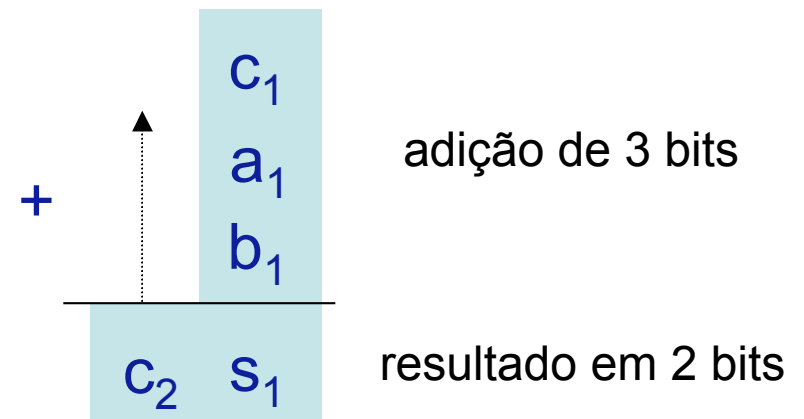 c₁
a₁ adição de 3 bits
+
b₁
c₂ s₁ resultado em 2 bits